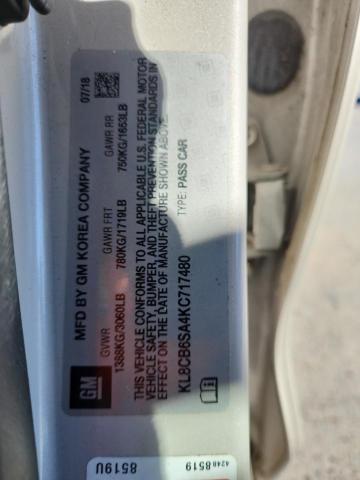 MFD BY GM KOREA COMPANY
07/18
GVWR
GAWR FRT
GAWR RR
1388KG/3060LB
780KG/1719LB
750KG/1653LB
THIS VEHICLE CONFORMS TO ALL APPLICABLE U.S. FEDERAL MOTOR
VEHICLE SAFETY, BUMPER, AND THEFT PREVENTION STANDARDS IN
EFFECT ON THE DATE OF MANUFACTURE SHOWN ABOVE.
KL8CB6SA4KC717480
TYPE: PASS CAR
GM
4248 8519
8519U